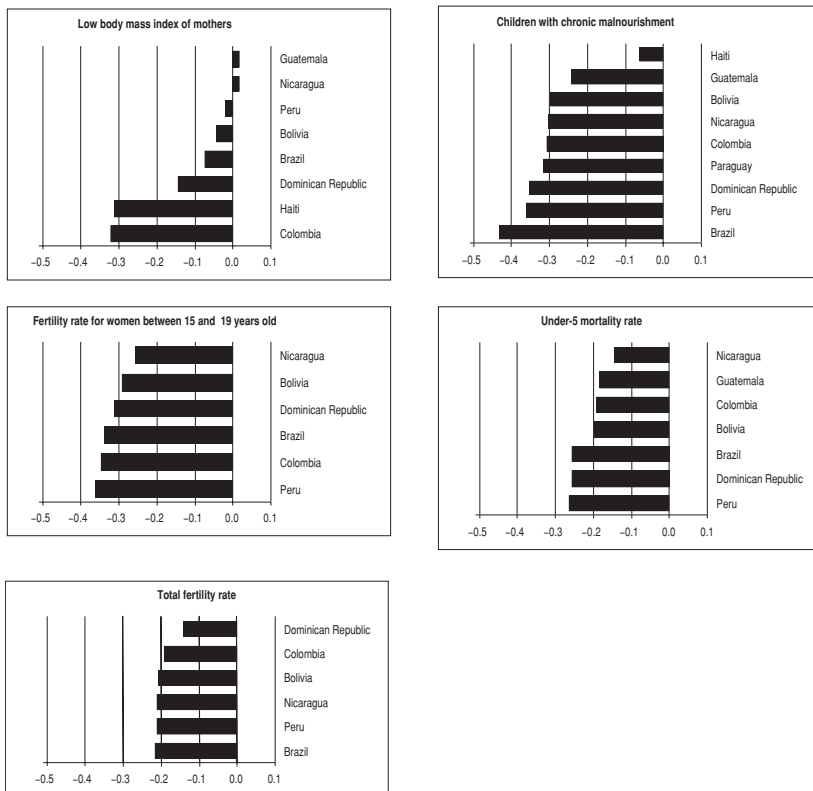 Low body mass index of mothers
Guatemala
Nicaragua
Peru
Bolivia
Brazil
Dominican Republic
Haiti
Colombia
−0.5 −0.4 −0.3 −0.2 −0.1 0.0 0.1
Children with chronic malnourishment
Haiti
Guatemala
Bolivia
Nicaragua
Colombia
Paraguay
Dominican Republic
Peru
Brazil
−0.5 −0.4 −0.3 −0.2 −0.1 0.0 0.1
Fertility rate for women between 15 and 19 years old
Nicaragua
Bolivia
Dominican Republic
Brazil
Colombia
Peru
−0.5 −0.4 −0.3 −0.2 −0.1 0.0 0.1
Under-5 mortality rate
Nicaragua
Guatemala
Colombia
Bolivia
Brazil
Dominican Republic
Peru
−0.5 −0.4 −0.3 −0.2 −0.1 0.0 0.1
Total fertility rate
Dominican Republic
Colombia
Bolivia
Nicaragua
Peru
Brazil
−0.5 −0.4 −0.3 −0.2 −0.1 0.0 0.1